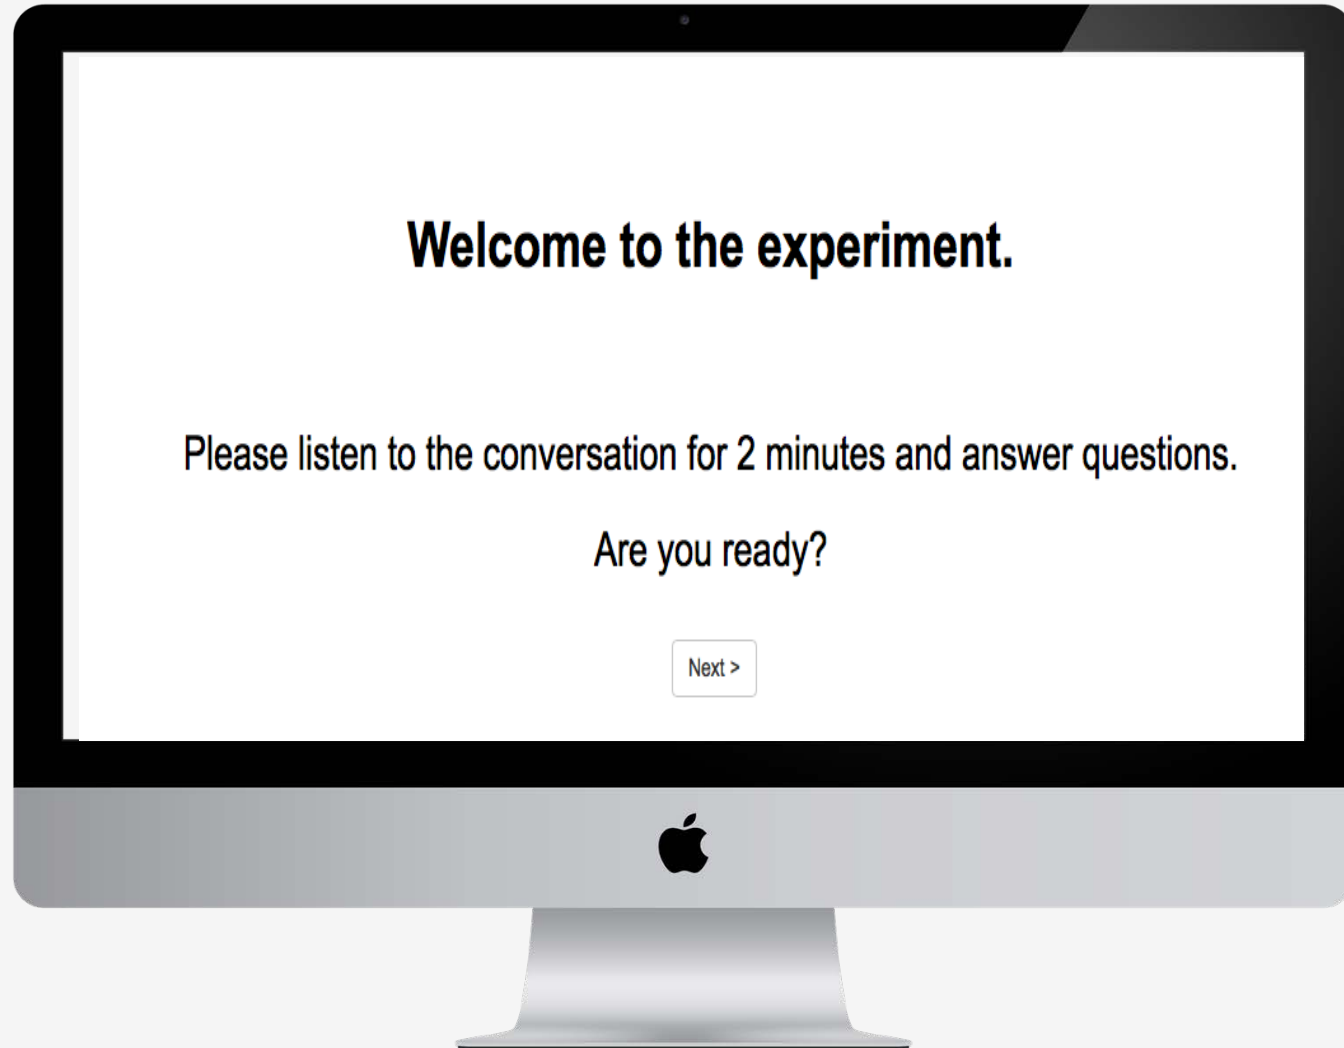 Welcome to the experiment.
Please listen to the conversation for 2 minutes and answer questions.
Are you ready?
Next >